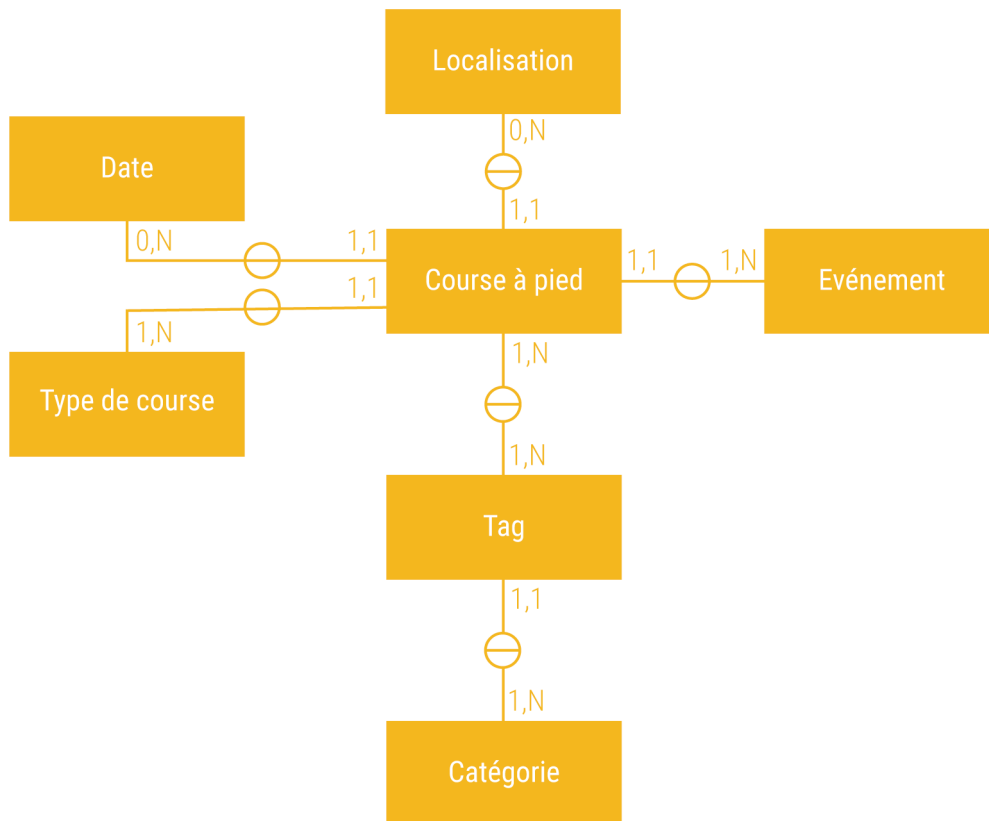 Localisation
0,N
1,1
Date
0,N
1,1
Course à pied
1,1
1,N
Evénement
1,1
1,N
Type de course
1,N
1,N
Tag
1,1
1,N
Catégorie